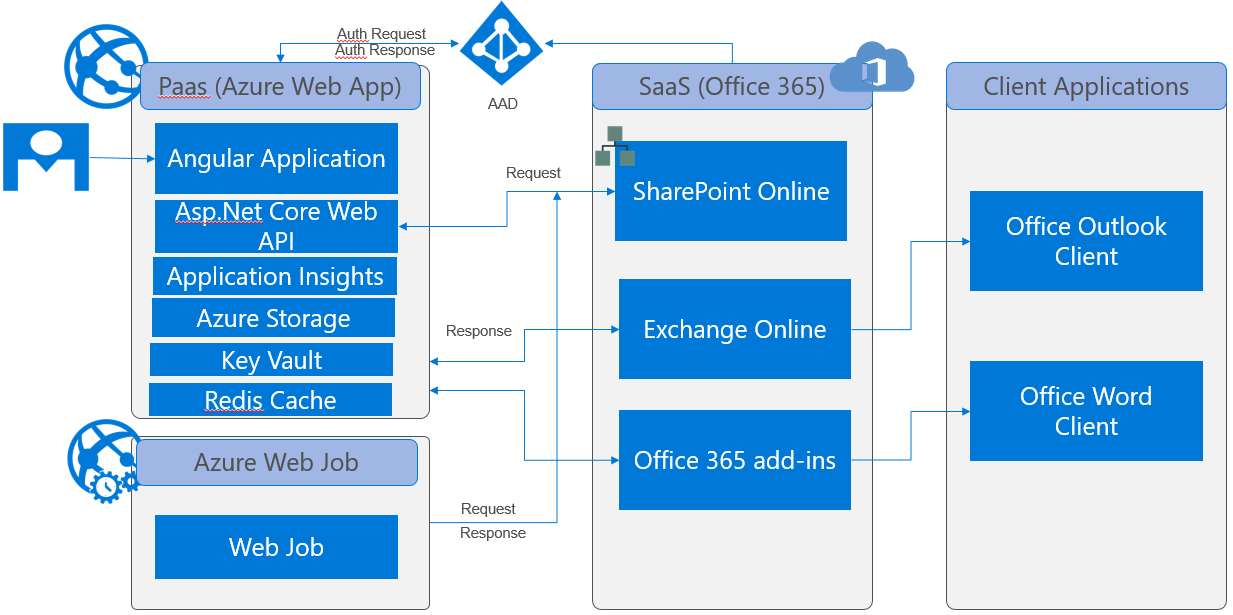 Auth Request
Auth Response
AAD
Paas (Azure Web App)
Angular Application
Asp.Net Core Web
API
Application Insights
Azure Storage
Key Vault
Redis Cache
Azure Web Job
Web Job
Request
Response
Request
Response
SaaS (Office 365)
SharePoint Online
Exchange Online
Office 365 add-ins
Client Applications
Office Outlook
Client
Office Word
Client